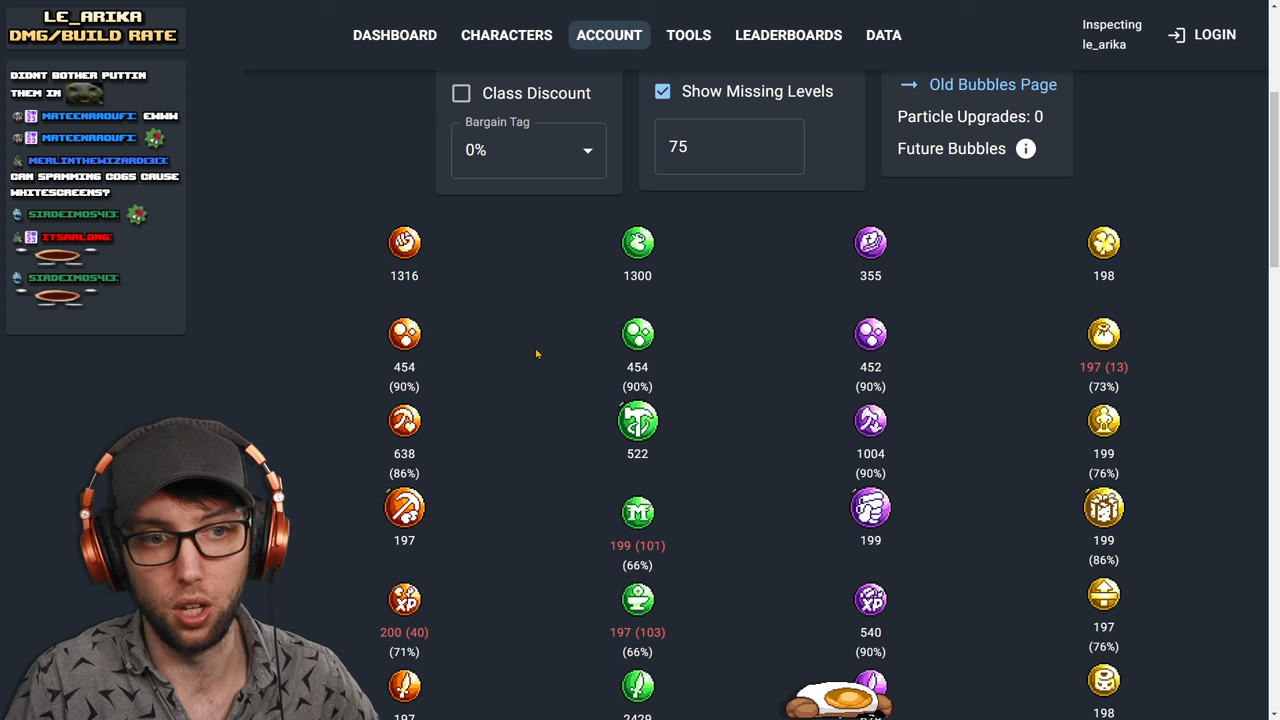 LE_ARIKA
DMG/BUILD RATE
DIDNT BOTHER PUTTIN
THEM IN
MATEENRAOUFI: EWWW
MATEENRAOUFI:
MERLINTHEWIZARD1313:
CAN SPAMMING COGS CAUSE
WHITESCREENS?
SIRDEIMOS413:
ITSARLONG:
SIRDEIMOS413:
DASHBOARD CHARACTERS ACCOUNT TOOLS LEADERBOARDS DATA
Inspecting
le_arika
LOGIN
Class Discount
Bargain Tag
0%
Show Missing Levels
75
Old Bubbles Page
Particle Upgrades: 0
Future Bubbles
1316 1300 355 198
454 454 452 197 (13)
(90%) (90%) (90%) (73%)
638 522 1004 199
(86%) (90%) (76%)
197 199 (101) 199 199
(66%) (86%)
200 (40) 197 (103) 540 197
(71%) (66%) (90%) (76%)
197 2429 198